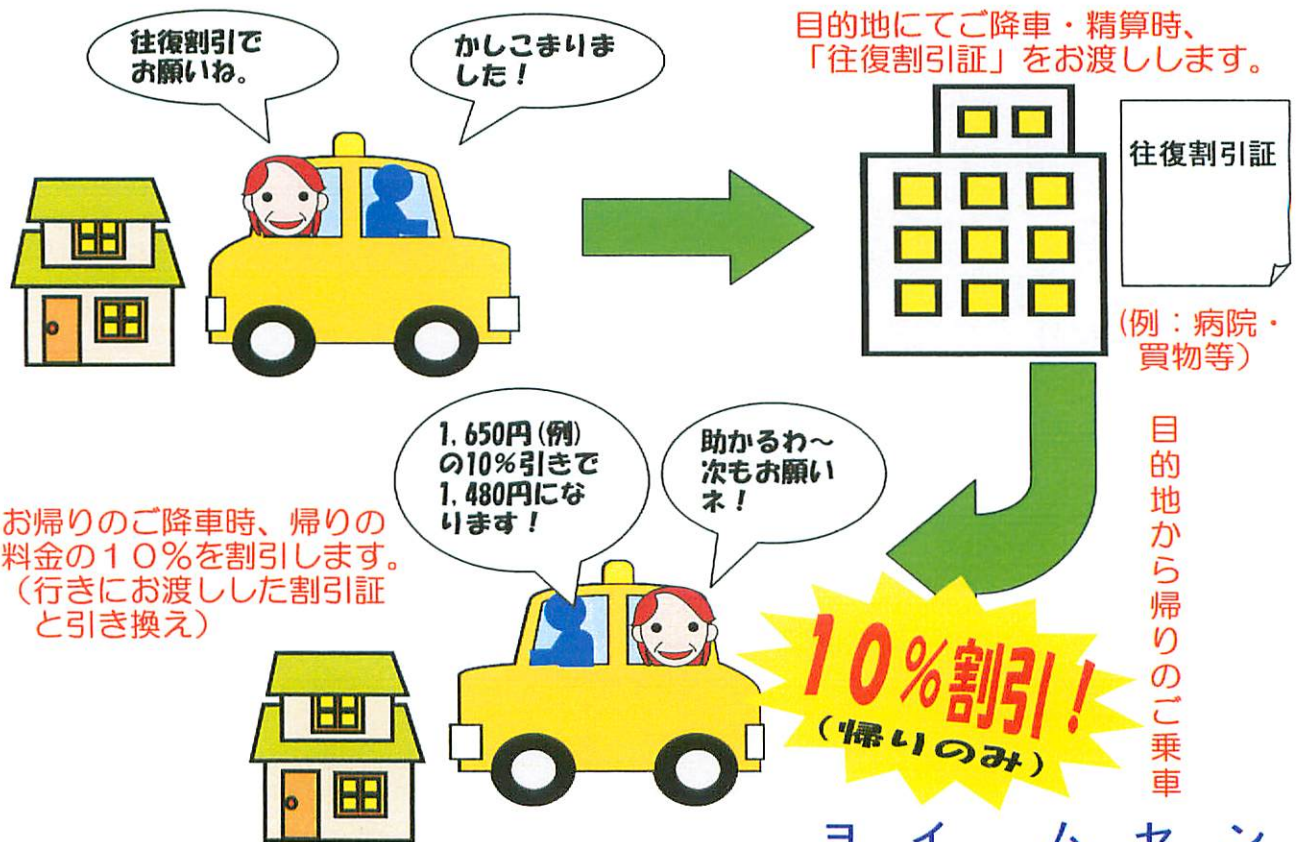 往復割引で
お願いね。
かしこまりま
した！
目的地にてご降車・精算時、
「往復割引証」をお渡しします。
往復割引証
(例：病院・
買物等)
目的地から帰りのご乗車
1,650円(例)
の10%引きで
1,480円にな
ります！
助かるわ〜
次もお願い
ネ！
お帰りのご降車時、帰りの
料金の１０％を割引します。
（行きにお渡しした割引証
と引き換え）
１０％割引！
（帰りのみ）
ヨイ ムセン